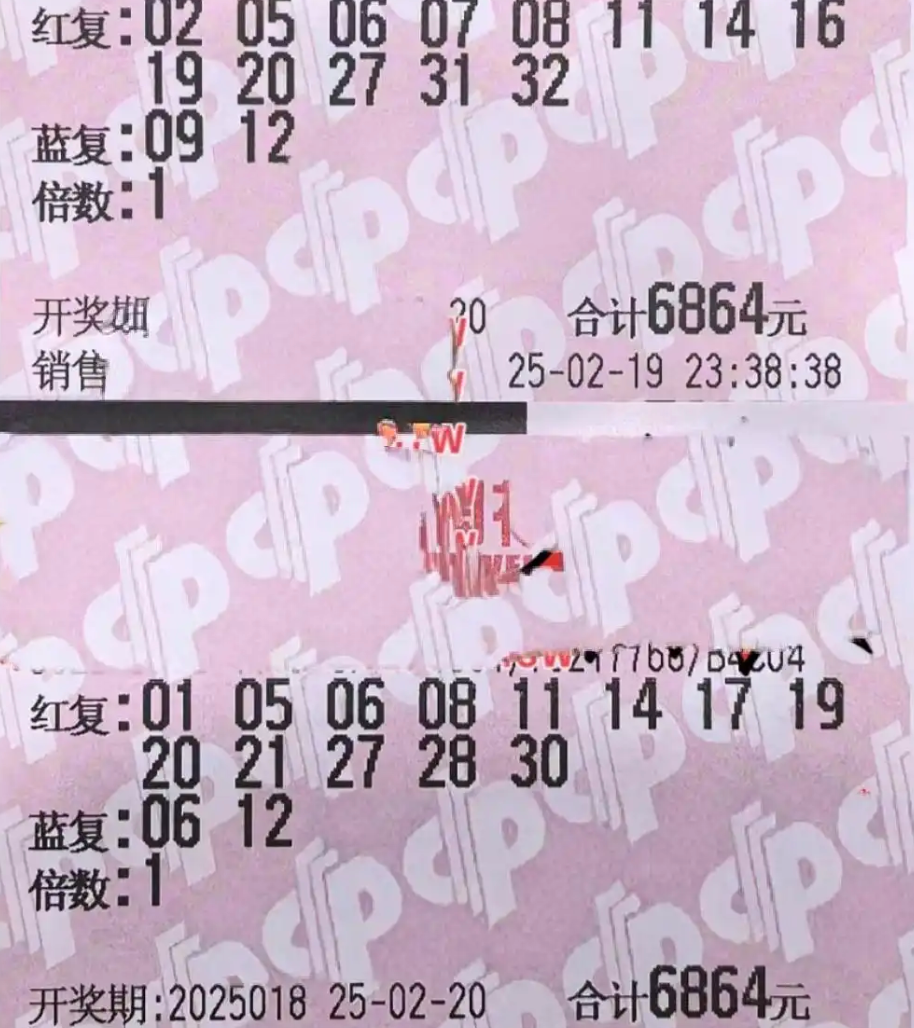 红复:02 05 06 07 08 11 14 16
19 20 27 31 32
蓝复:09 12
倍数:1
开奖 20 合计6864元
销售 25-02-19 23:38:38
W
红复:01 05 06 08 11 14 17 19
20 21 27 28 30
蓝复:06 12
倍数:1
开奖期:2025018 25-02-20 合计6864元